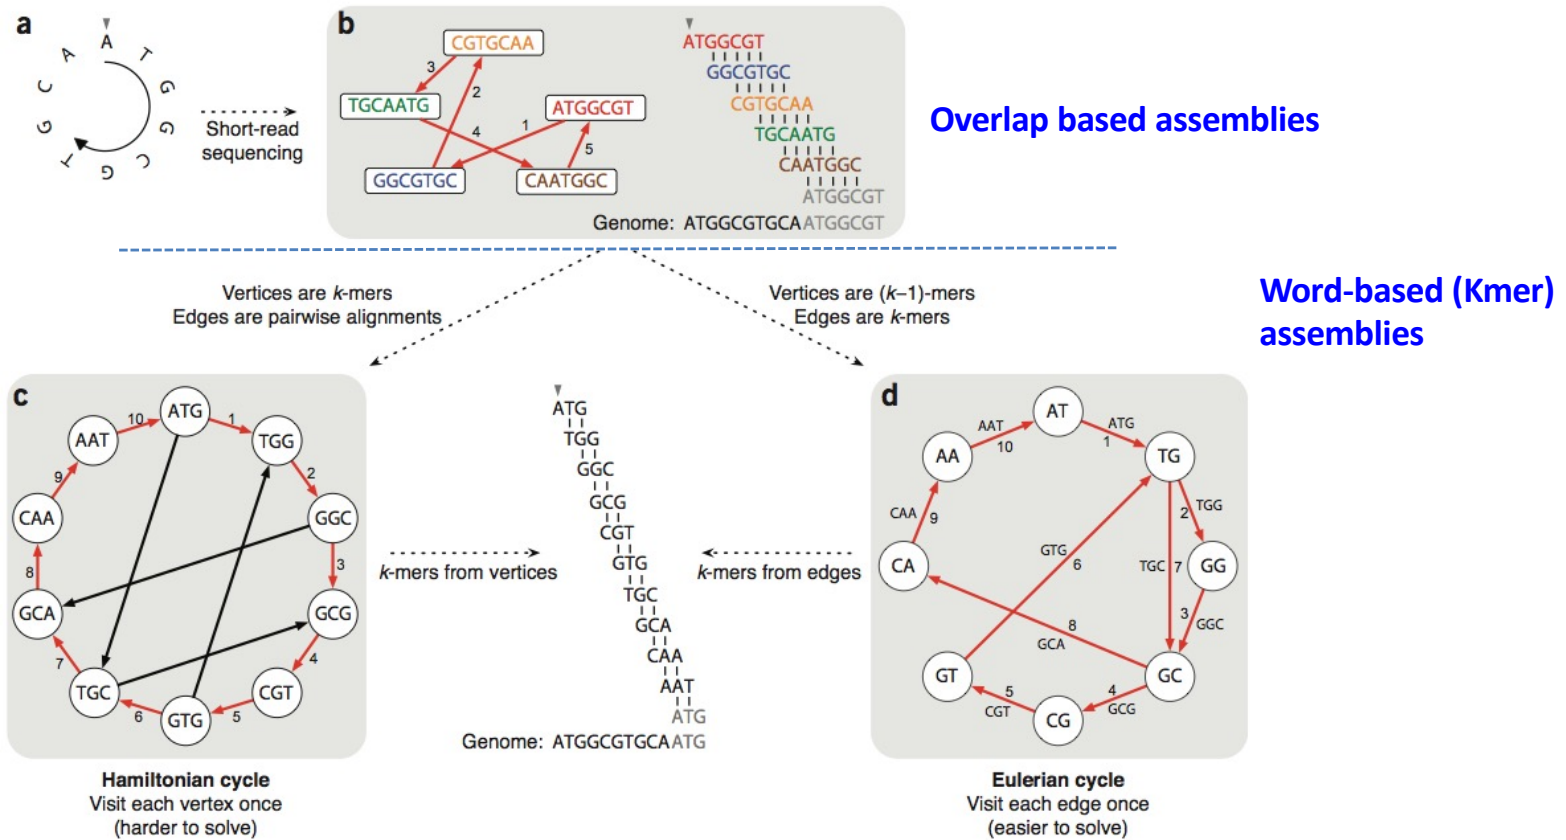 a
A
T
G
G
C
G
T
G
C
A
Short-read
sequencing
b
CGTGCAA
TGCAATG
ATGGCGT
GGCGTGC
CAATGGC
1
2
3
4
5
ATGGCGT
GGCGTGC
CGTGCAA
TGCAATG
CAATGGC
ATGGCGT
Genome: ATGGCGTGCAATGGCGT
Overlap based assemblies
Vertices are k-mers
Edges are pairwise alignments
Vertices are (k–1)-mers
Edges are k-mers
Word-based (Kmer)
assemblies
c
ATG
1
TGG
2
GGC
3
GCG
4
CGT
5
GTG
6
TGC
7
GCA
8
CAA
9
AAT
10
Hamiltonian cycle
Visit each vertex once
(harder to solve)
k-mers from vertices
ATG
TGG
GGC
GCG
CGT
GTG
TGC
GCA
CAA
AAT
ATG
Genome: ATGGCGTGCAATG
k-mers from edges
d
AT
ATG
1
TG
2
TGG
GG
3
GGC
GC
4
GCG
CG
5
CGT
GT
GTG
6
TGC
7
8
GCA
CA
CAA
9
AA
AAT
10
Eulerian cycle
Visit each edge once
(easier to solve)